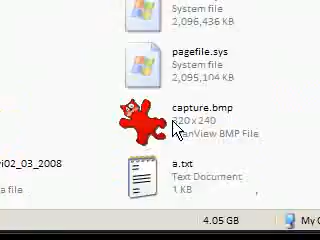 System file
2,096,436 KB
pagefile.sys
System file
2,095,104 KB
capture.bmp
320 x 240
IrfanView BMP File
vi02_03_2008
a file
a.txt
Text Document
1 KB
4.05 GB
My C